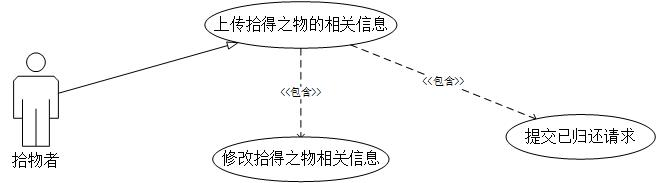 上传拾得之物的相关信息
<<包含>>
<<包含>>
提交已归还请求
拾物者
修改拾得之物相关信息